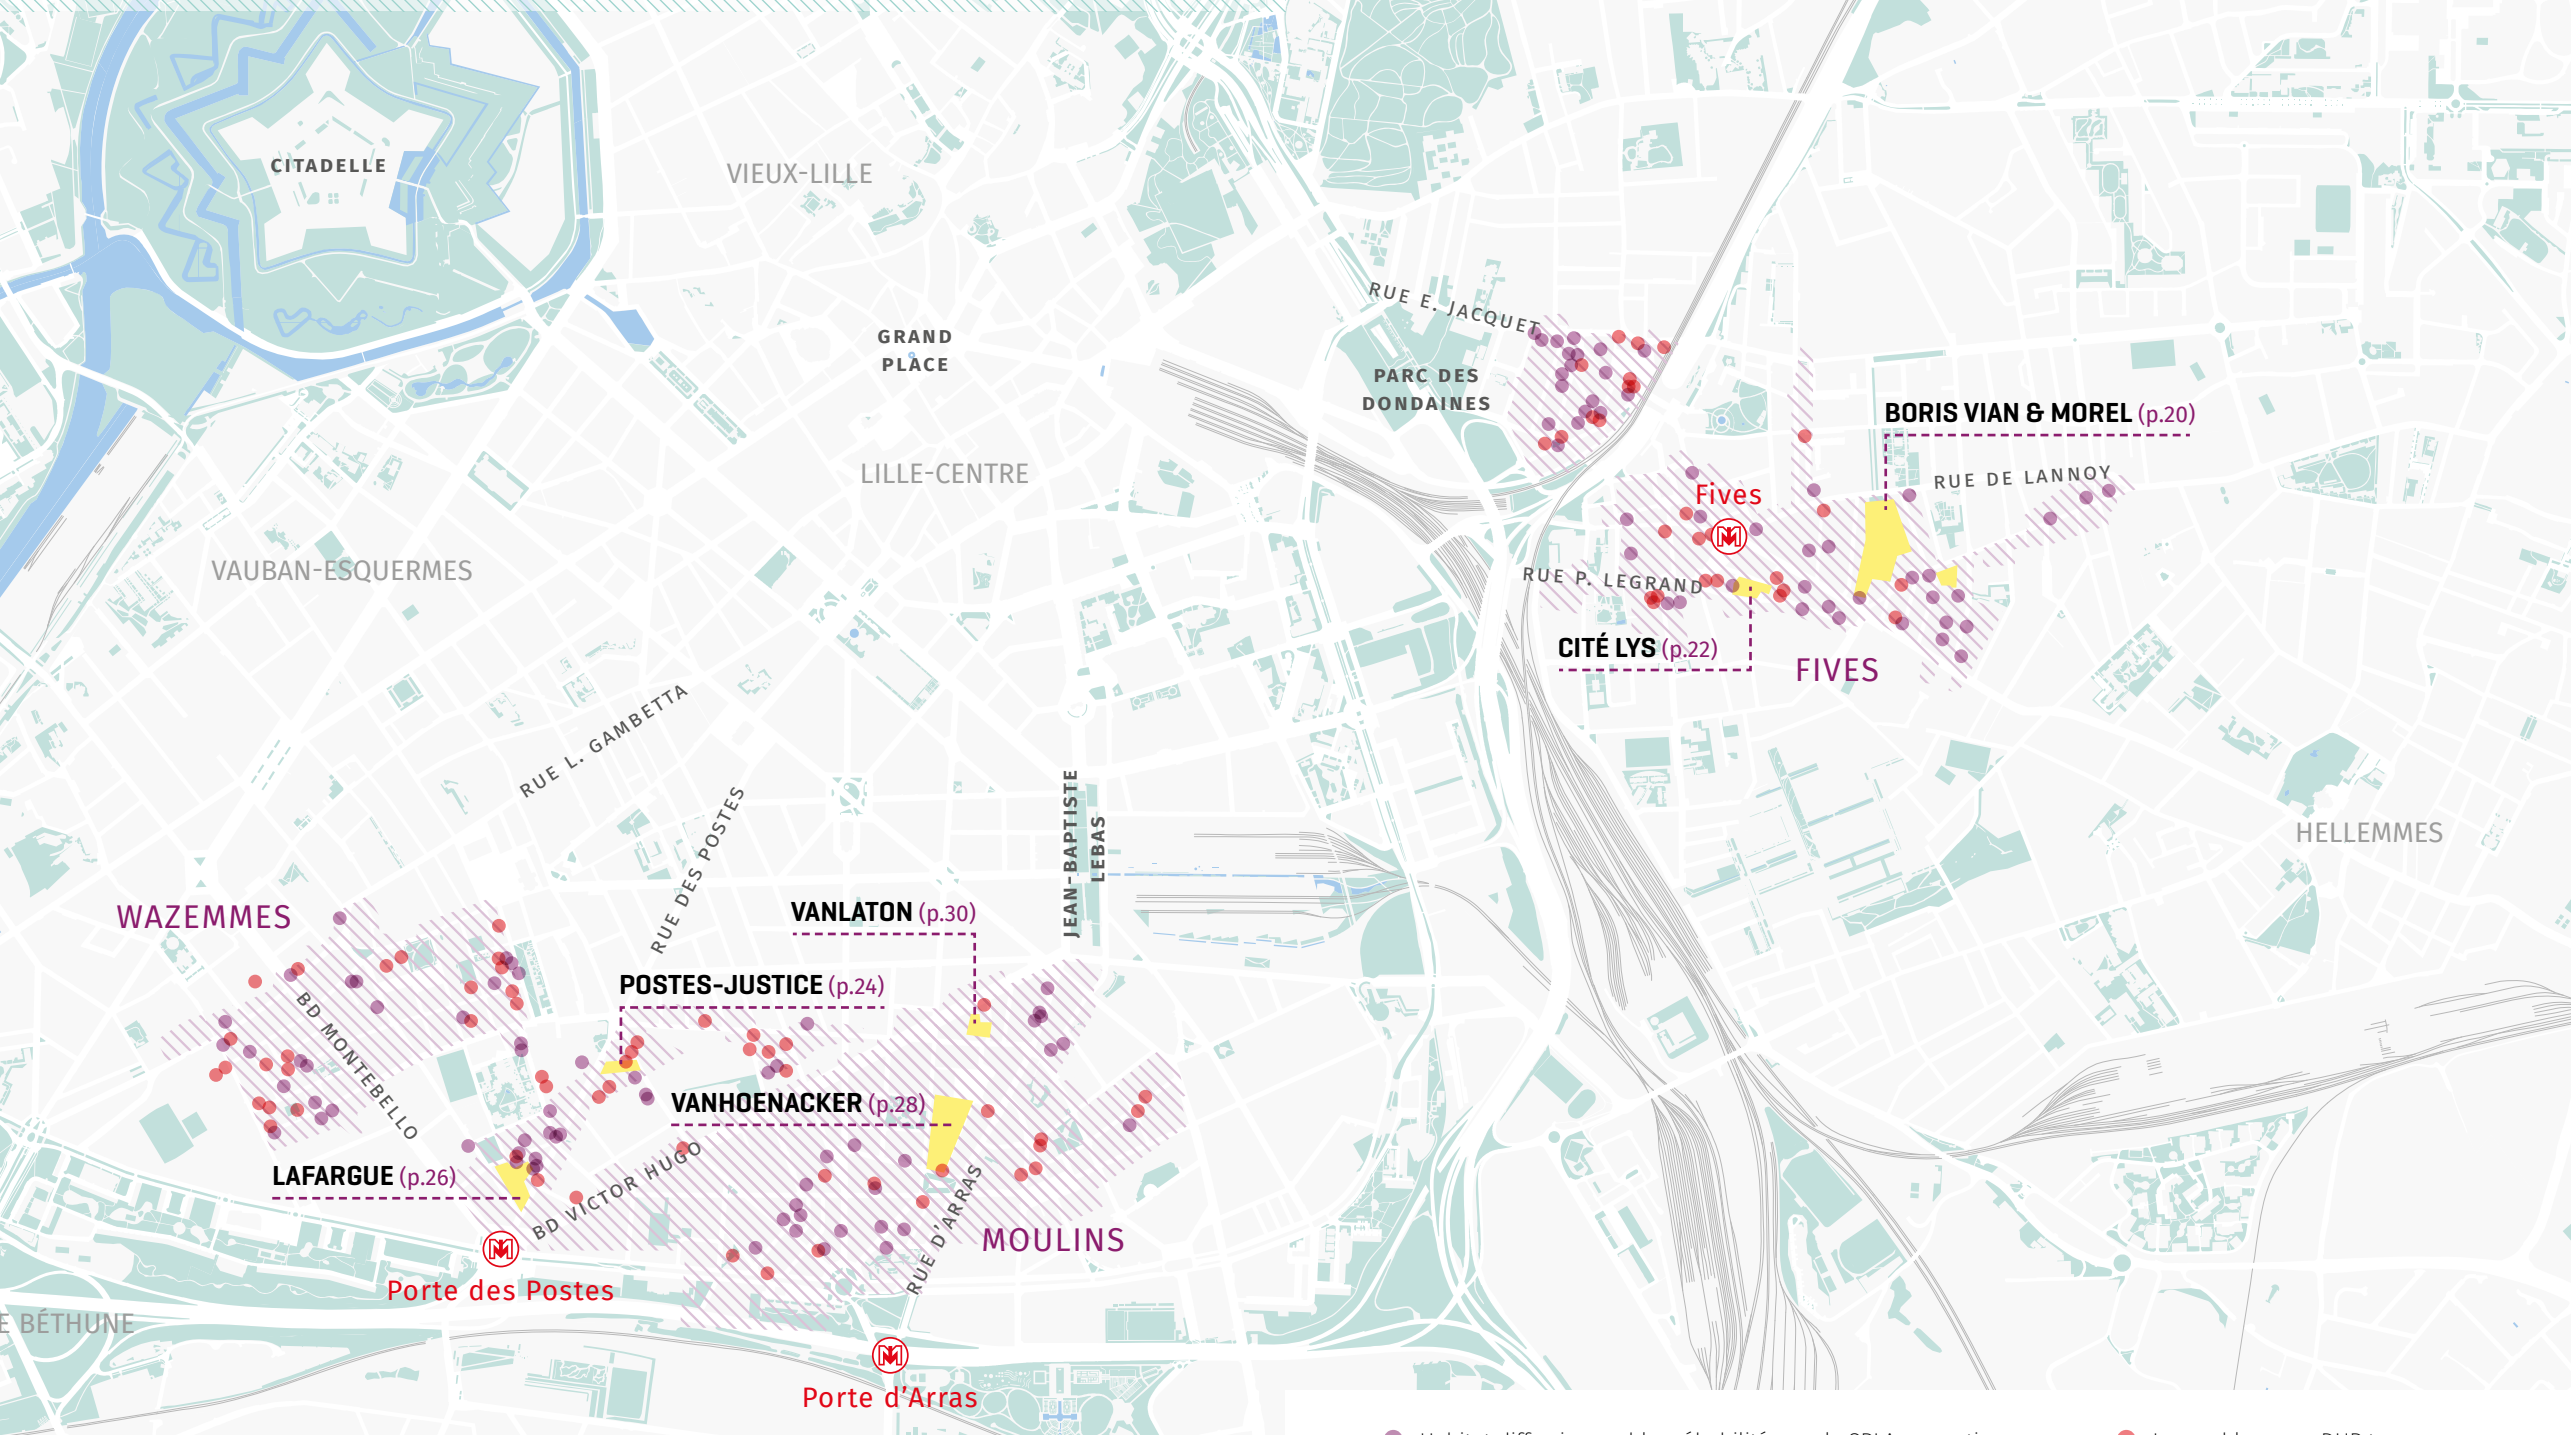 CITADELLE
VIEUX-LILLE
GRAND
PLACE
RUE E. JACQUET
PARC DES
DONDAINES
BORIS VIAN & MOREL (p.20)
LILLE-CENTRE
RUE DE LANNOY
Fives
VAUBAN-ESQUERMES
RUE P. LEGRAND
CITÉ LYS (p.22)
FIVES
RUE L. GAMBETTA
RUE DES POSTES
JEAN-BAPTISTE
LEBAS
HELLEMMES
WAZEMMES
VANLATON (p.30)
POSTES-JUSTICE (p.24)
BD MONTEBELLO
VANHOENACKER (p.28)
LAFARGUE (p.26)
BD VICTOR HUGO
RUE D'ARRAS
MOULINS
Porte des Postes
E BÉTHUNE
Porte d'Arras